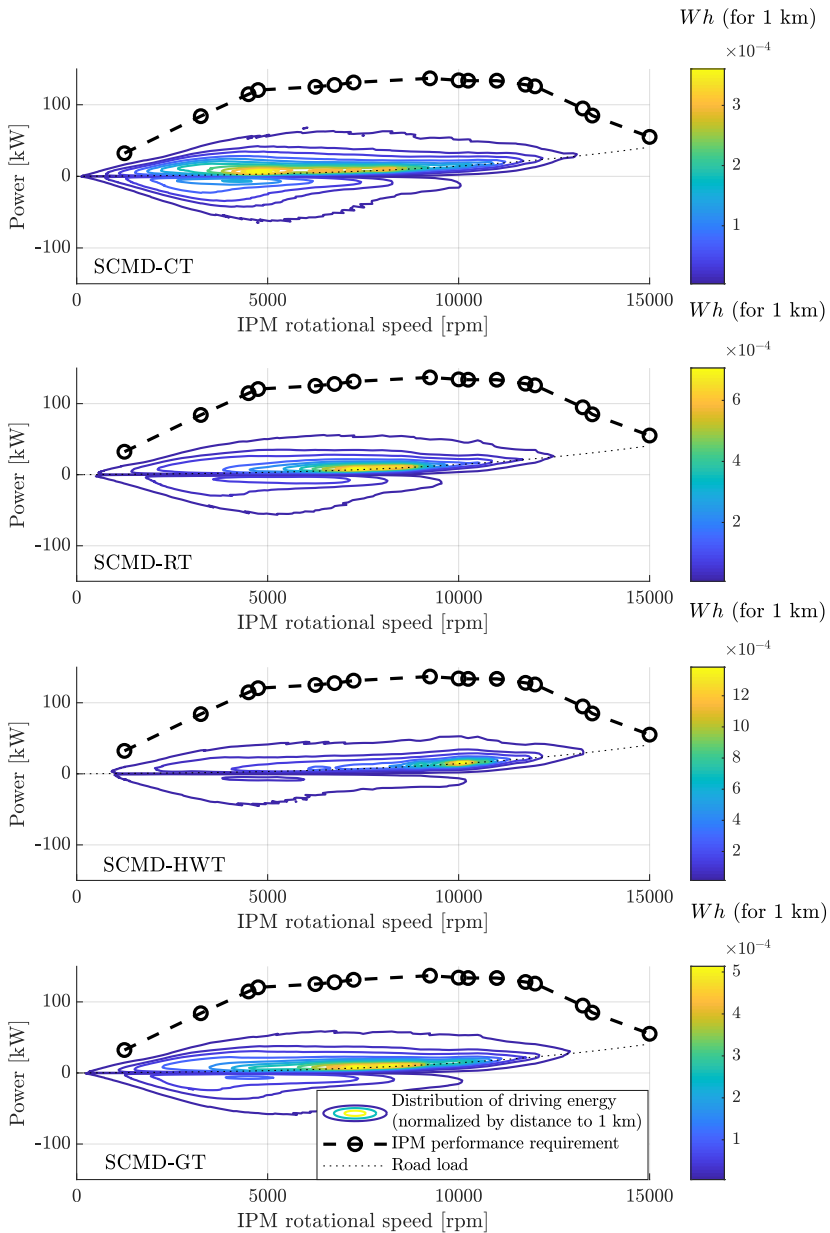 Wh (for 1 km)
×10⁻⁴
3
2
1
Power [kW]
100
0
-100
SCMD-CT
0 5000 10000 15000
IPM rotational speed [rpm]
Wh (for 1 km)
×10⁻⁴
6
4
2
Power [kW]
100
0
-100
SCMD-RT
0 5000 10000 15000
IPM rotational speed [rpm]
Wh (for 1 km)
×10⁻⁴
12
10
8
6
4
2
Power [kW]
100
0
-100
SCMD-HWT
0 5000 10000 15000
IPM rotational speed [rpm]
Wh (for 1 km)
×10⁻⁴
5
4
3
2
1
Power [kW]
100
0
-100
Distribution of driving energy
(normalized by distance to 1 km)
IPM performance requirement
Road load
SCMD-GT
0 5000 10000 15000
IPM rotational speed [rpm]